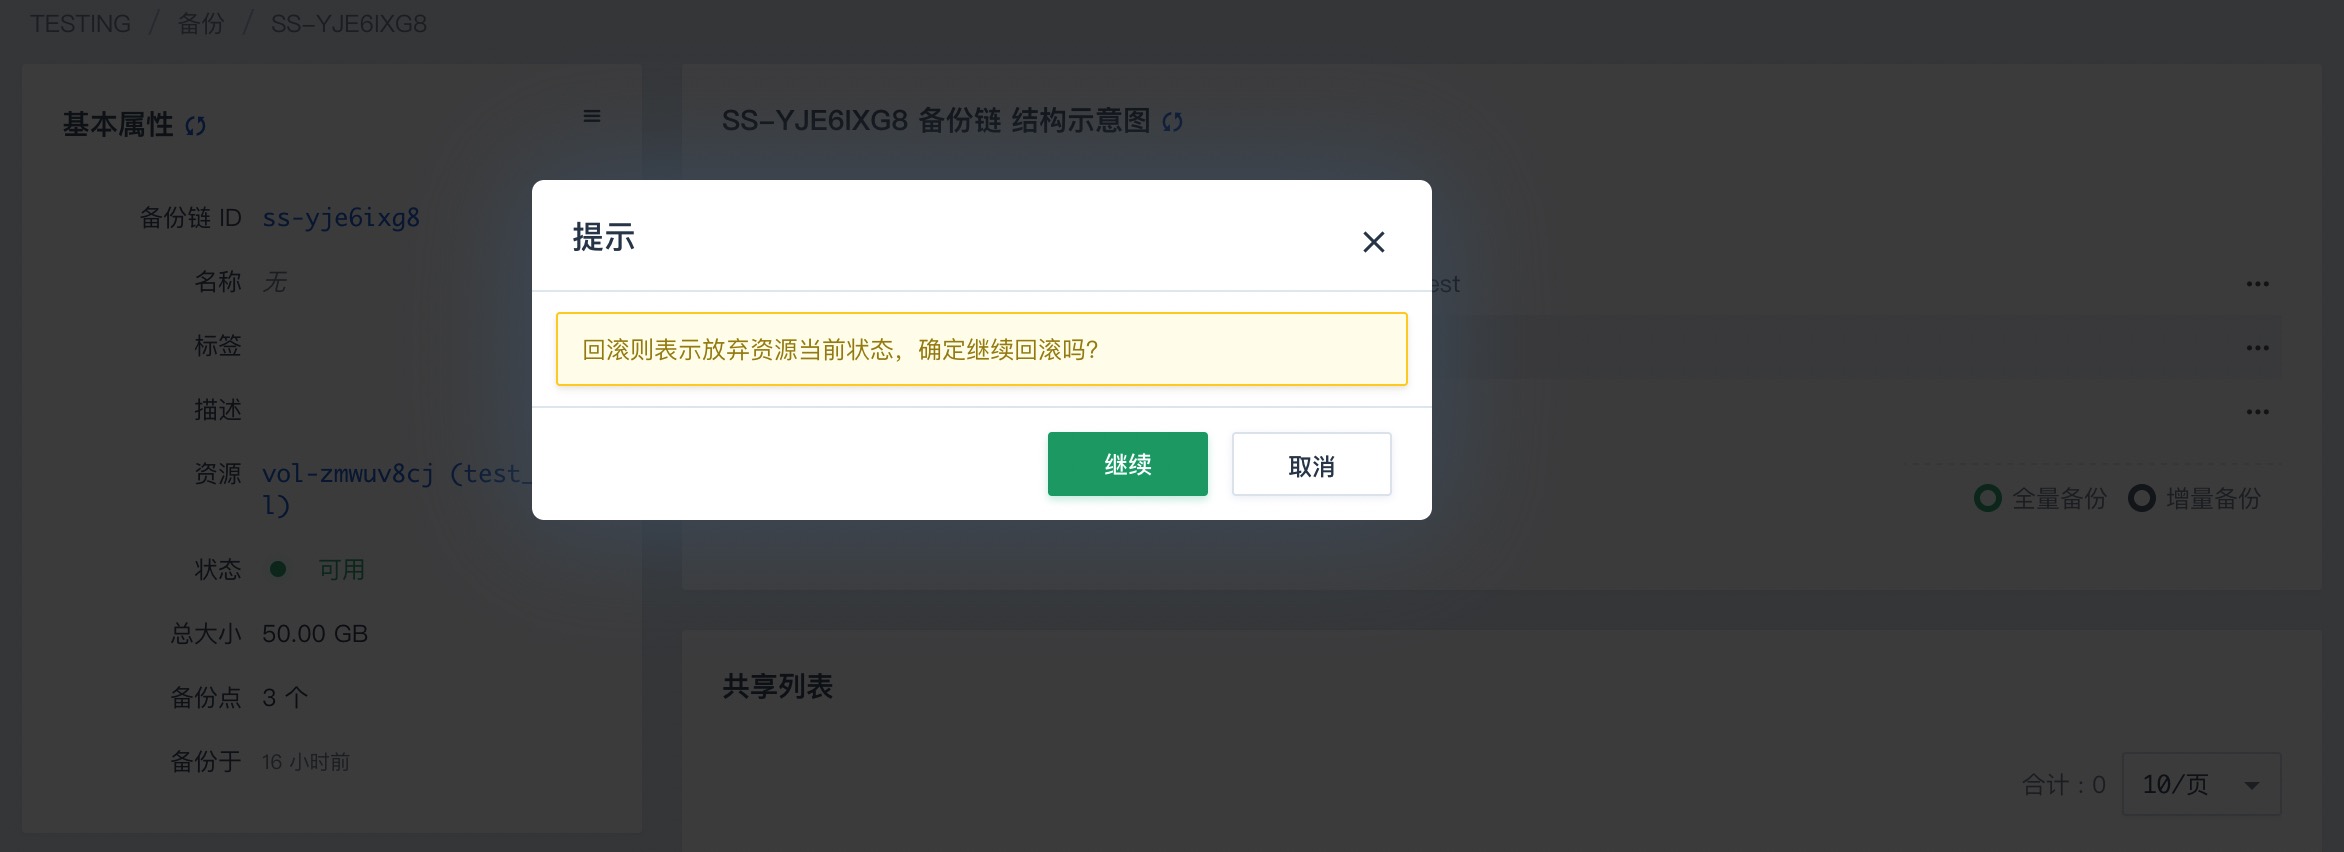 TESTING / 备份 / SS-YJE6IXG8
基本属性
备份链 ID ss-yje6ixg8
名称 无
标签
描述
资源 vol-zmwuv8cj (test_
l)
状态 可用
总大小 50.00 GB
备份点 3 个
备份于 16 小时前
SS-YJE6IXG8 备份链 结构示意图
est
提示
回滚则表示放弃资源当前状态，确定继续回滚吗？
继续 取消
全量备份 增量备份
共享列表
合计：0 10/页